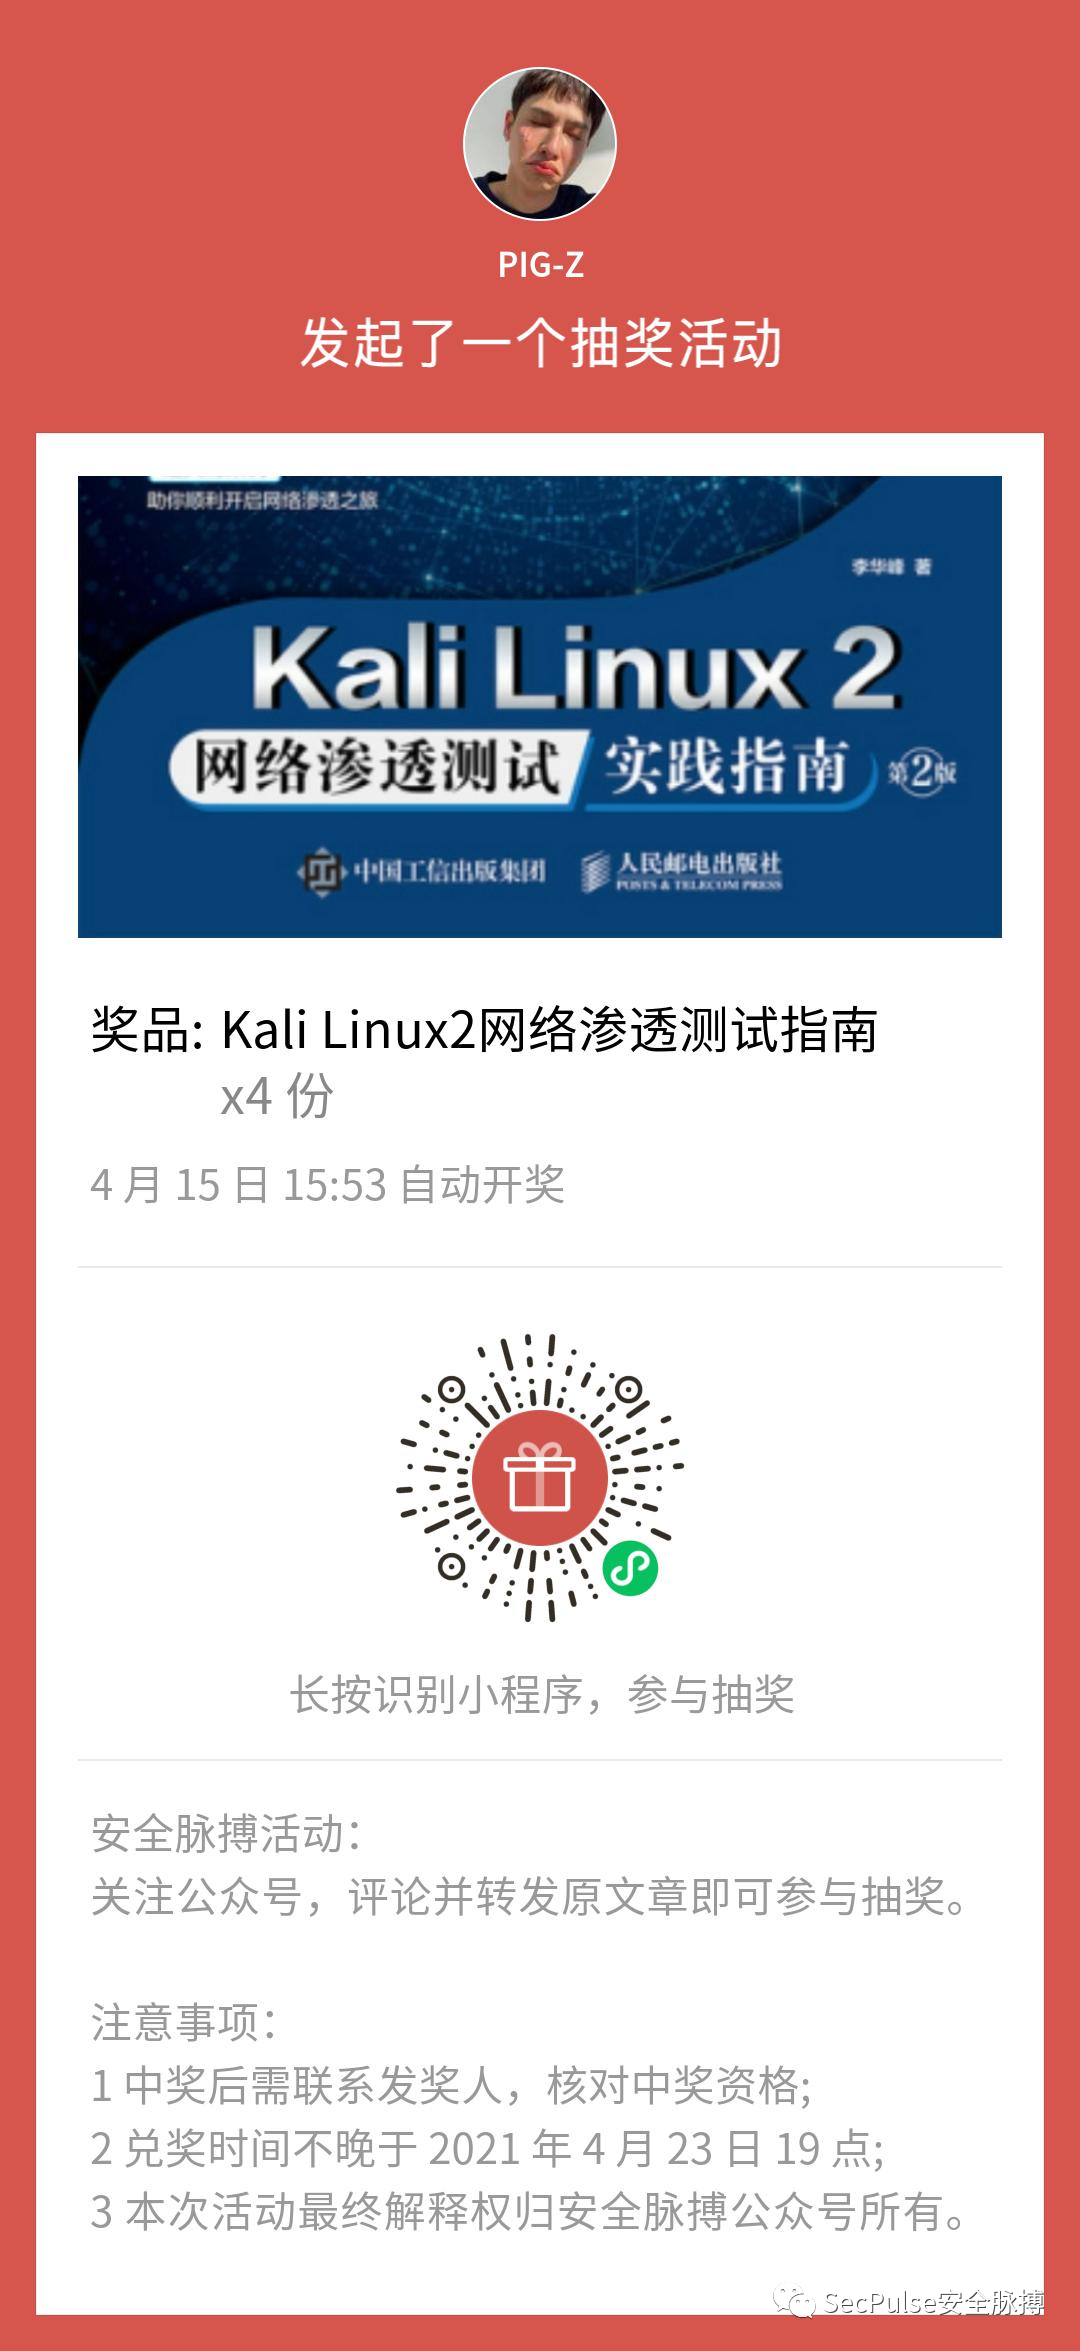 PIG-Z
发起了一个抽奖活动
助你顺利开启网络渗透之旅
李华峰 著
Kali Linux 2
网络渗透测试 实践指南 第2版
中国工信出版集团 人民邮电出版社
POSTS & TELECOM PRESS
奖品: Kali Linux2网络渗透测试指南
x4 份
4 月 15 日 15:53 自动开奖
长按识别小程序，参与抽奖
安全脉搏活动：
关注公众号，评论并转发原文章即可参与抽奖。
注意事项：
1 中奖后需联系发奖人，核对中奖资格;
2 兑奖时间不晚于 2021 年 4 月 23 日 19 点;
3 本次活动最终解释权归安全脉搏公众号所有。
SecPulse安全脉搏